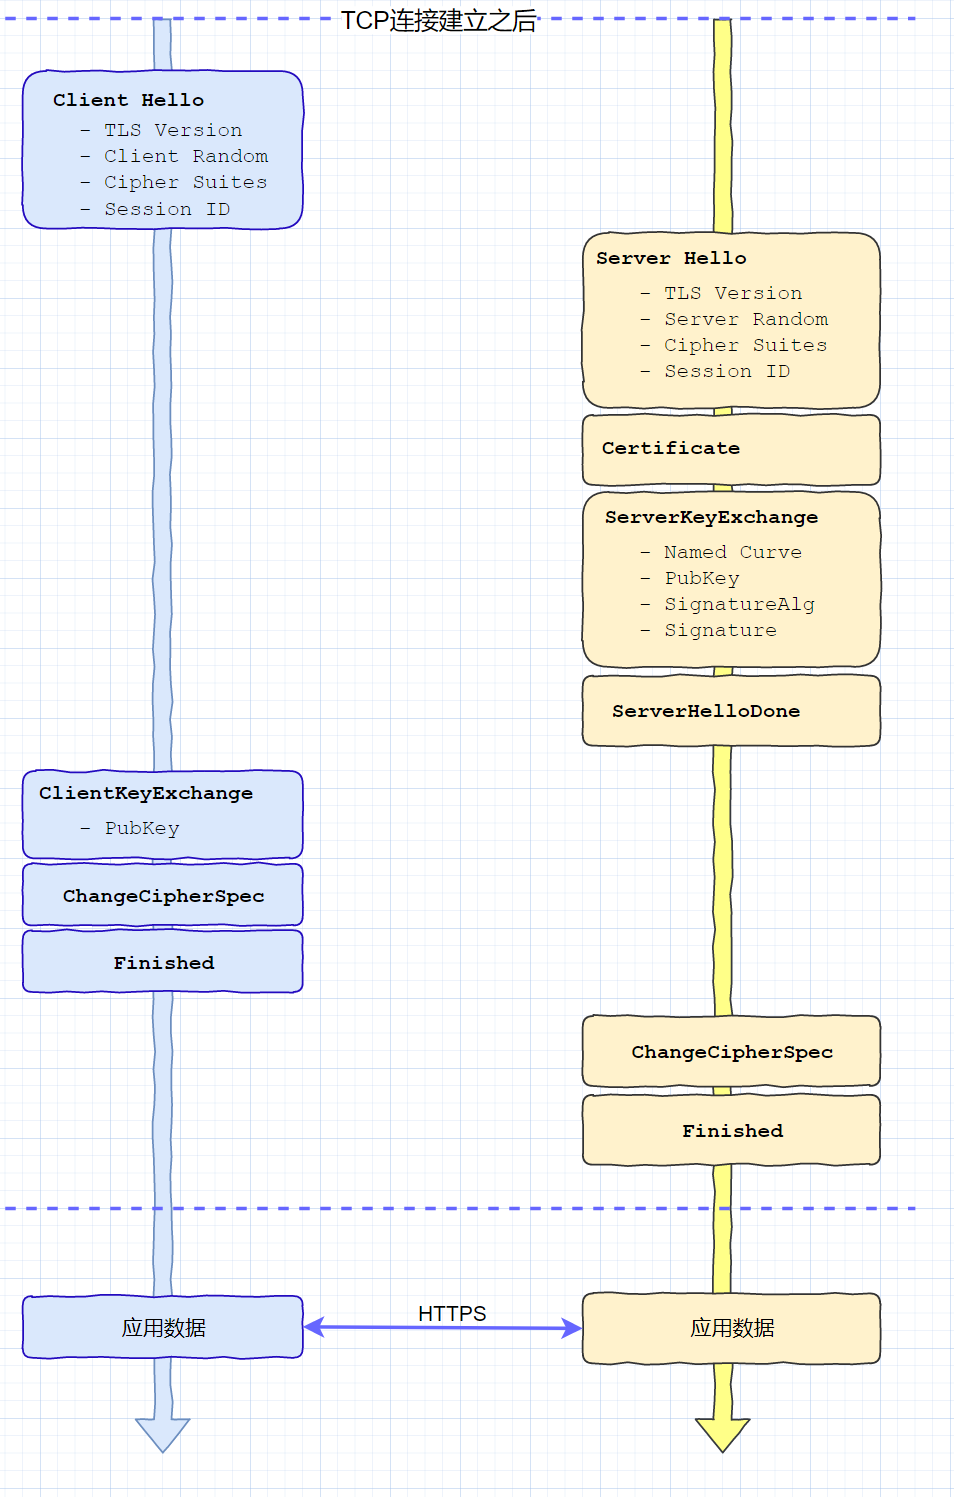 TCP连接建立之后
Client Hello
- TLS Version
- Client Random
- Cipher Suites
- Session ID
Server Hello
- TLS Version
- Server Random
- Cipher Suites
- Session ID
Certificate
ServerKeyExchange
- Named Curve
- PubKey
- SignatureAlg
- Signature
ServerHelloDone
ClientKeyExchange
- PubKey
ChangeCipherSpec
Finished
ChangeCipherSpec
Finished
应用数据
HTTPS
应用数据